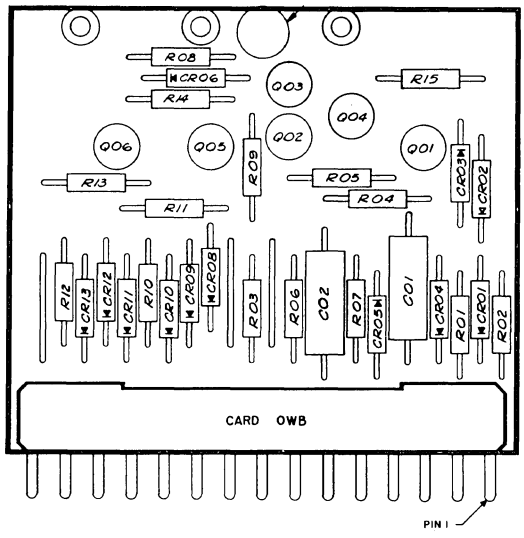 R08
CR06
R14
Q03
R15
Q04
Q02
Q06
Q05
R09
Q01
CR03
CR02
R13
R05
R11
R04
R12
CR13
CR12
CR11
R10
CR10
CR09
CR08
R03
R06
C02
R07
CR05
C01
CR04
R01
CR01
R02
CARD OWB
PIN 1